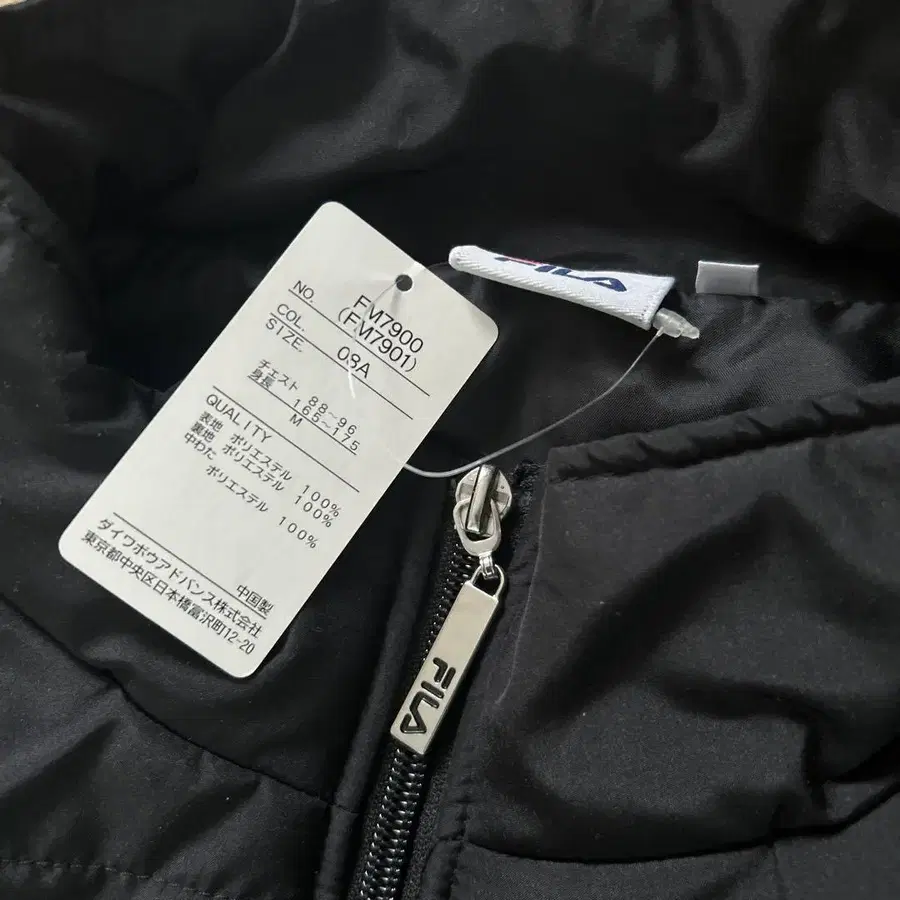 NO. FM7900
(FM7901)
COL. 08A
SIZE.
チェスト 88~96
身長 165~175
M
QUALITY
表地 ポリエステル 100%
裏地 ポリエステル 100%
中わた
ポリエステル 100%
中国製
ダイワボウアドバンス株式会社
東京都中央区日本橋富沢町12-20
FILA
FILA